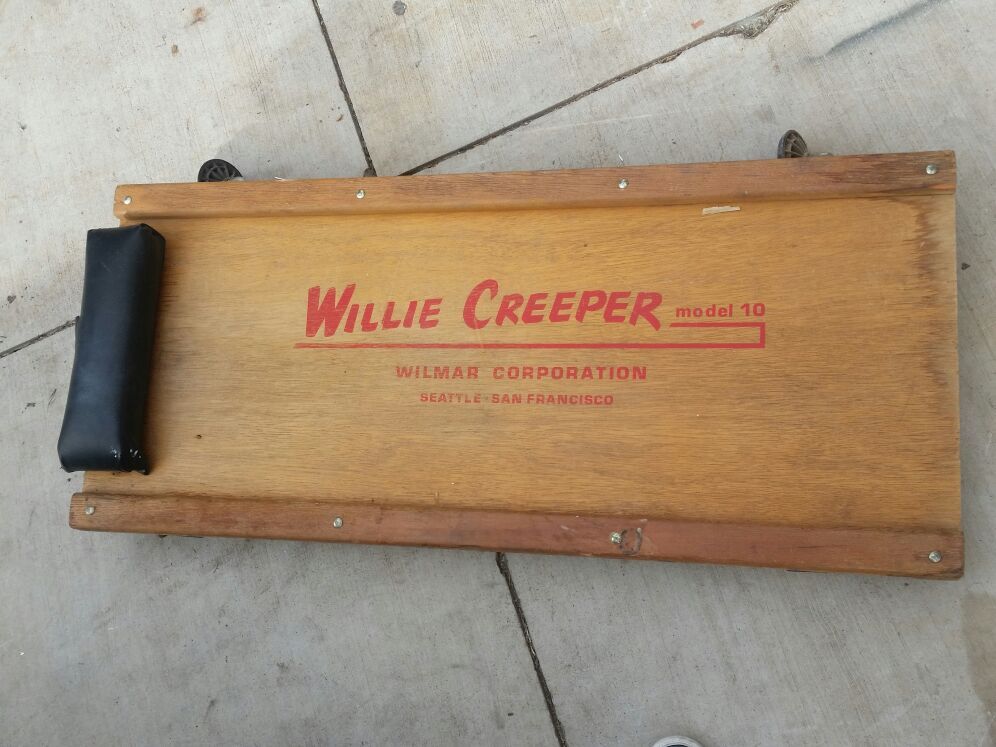 WILLIE CREEPER model 10
WILMAR CORPORATION
SEATTLE - SAN FRANCISCO